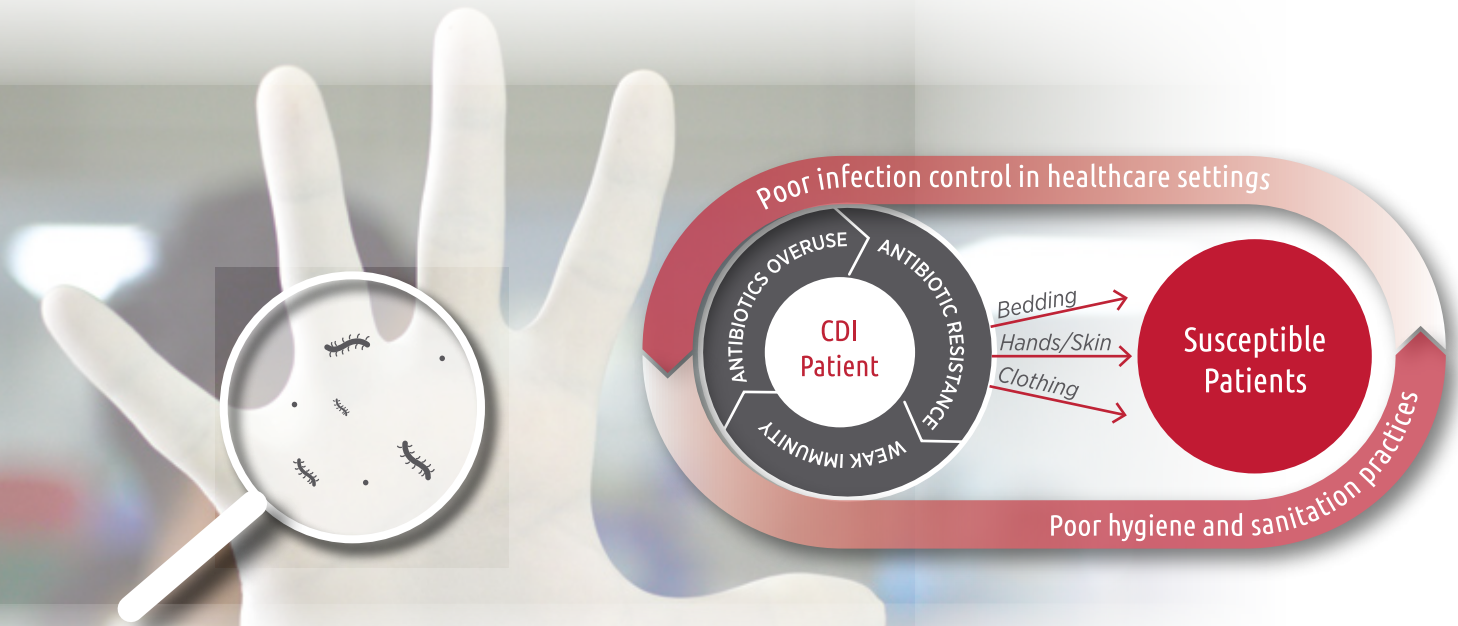 Poor infection control in healthcare settings
ANTIBIOTICS OVERUSE
ANTIBIOTIC RESISTANCE
WEAK IMMUNITY
CDI
Patient
Bedding
Hands/Skin
Clothing
Susceptible
Patients
Poor hygiene and sanitation practices